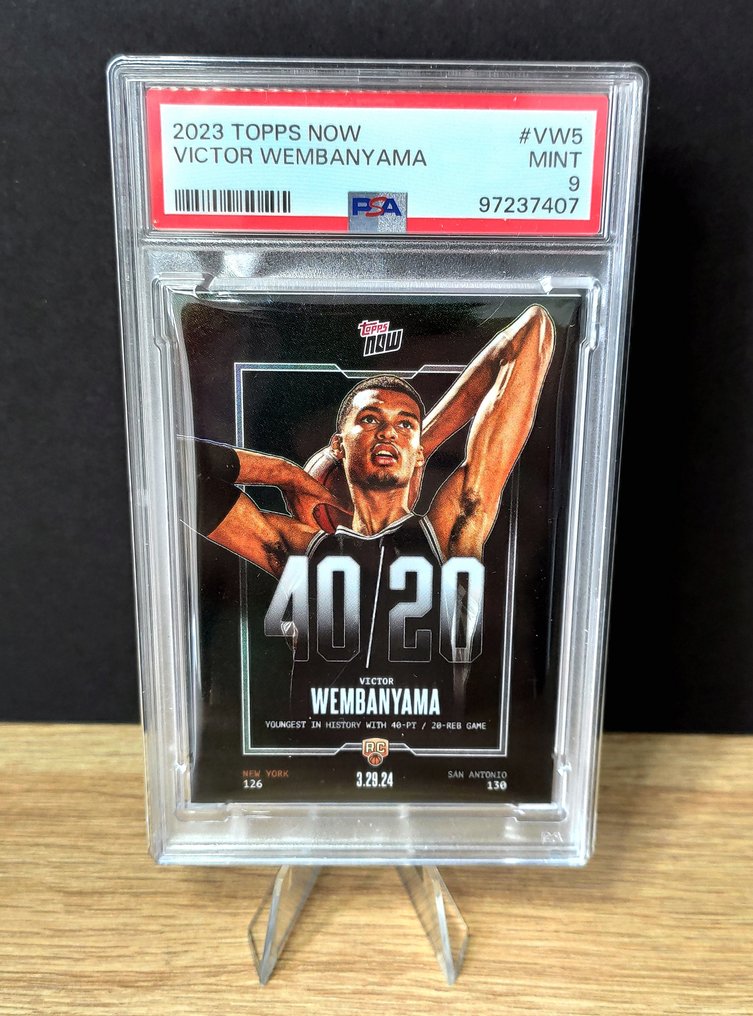 2023 TOPPS NOW #VW5
VICTOR WEMBANYAMA MINT
9
PSA 97237407
topps
now
40/20
VICTOR
WEMBANYAMA
YOUNGEST IN HISTORY WITH 40-PT / 20-REB GAME
RC
NEW YORK 3.29.24 SAN ANTONIO
126 130
PSA